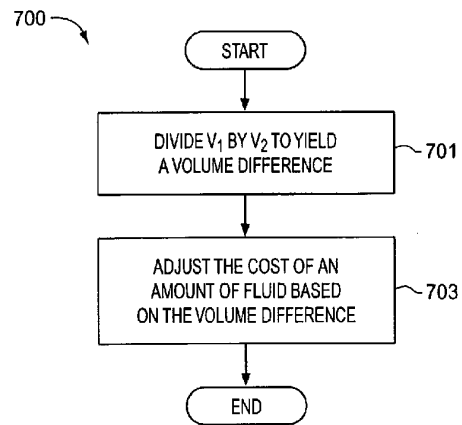 700
START
DIVIDE V₁ BY V₂ TO YIELD
A VOLUME DIFFERENCE
701
ADJUST THE COST OF AN
AMOUNT OF FLUID BASED
ON THE VOLUME DIFFERENCE
703
END